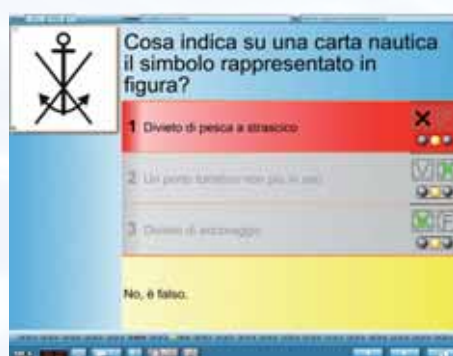 Cosa indica su una carta nautica
il simbolo rappresentato in
figura?
1 Divieto di pesca a strascico
2 Un porto turistico non più in uso
3 Divieto di ancoraggio
No, è falso.